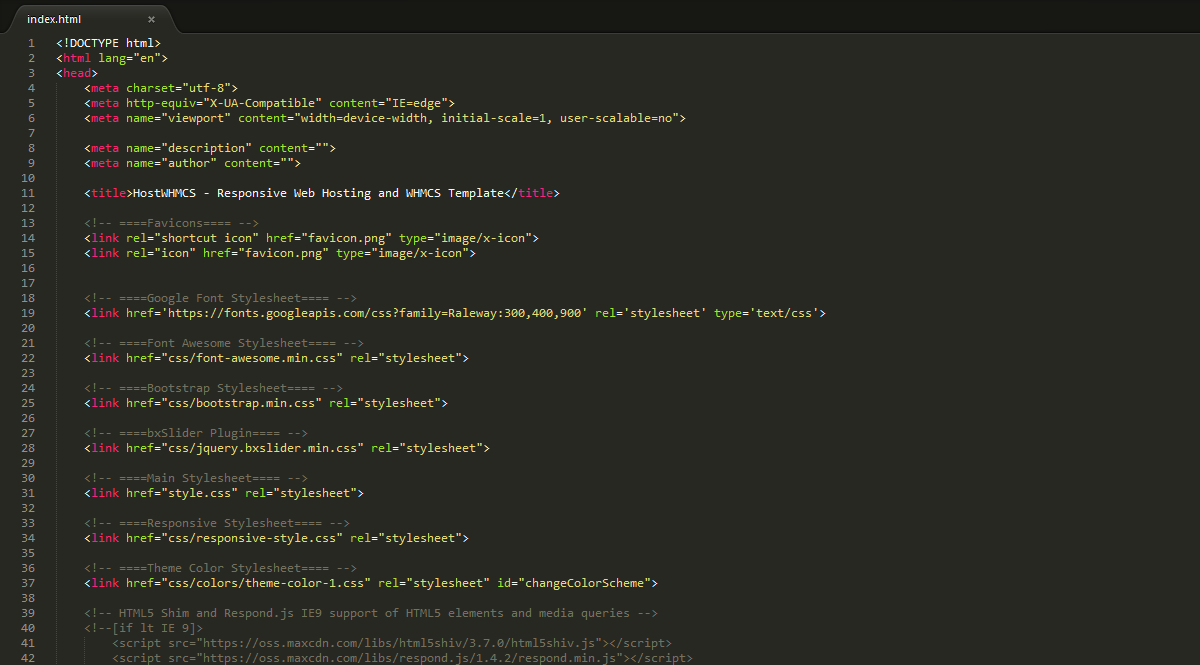 index.html ×
1 <!DOCTYPE html>
2 <html lang="en">
3 <head>
4 <meta charset="utf-8">
5 <meta http-equiv="X-UA-Compatible" content="IE=edge">
6 <meta name="viewport" content="width=device-width, initial-scale=1, user-scalable=no">
7
8 <meta name="description" content="">
9 <meta name="author" content="">
10
11 <title>HostWHMCS - Responsive Web Hosting and WHMCS Template</title>
12
13 <!-- ====Favicons==== -->
14 <link rel="shortcut icon" href="favicon.png" type="image/x-icon">
15 <link rel="icon" href="favicon.png" type="image/x-icon">
16
17
18 <!-- ====Google Font Stylesheet==== -->
19 <link href='https://fonts.googleapis.com/css?family=Raleway:300,400,900' rel='stylesheet' type='text/css'>
20
21 <!-- ====Font Awesome Stylesheet==== -->
22 <link href="css/font-awesome.min.css" rel="stylesheet">
23
24 <!-- ====Bootstrap Stylesheet==== -->
25 <link href="css/bootstrap.min.css" rel="stylesheet">
26
27 <!-- ====bxSlider Plugin==== -->
28 <link href="css/jquery.bxslider.min.css" rel="stylesheet">
29
30 <!-- ====Main Stylesheet==== -->
31 <link href="style.css" rel="stylesheet">
32
33 <!-- ====Responsive Stylesheet==== -->
34 <link href="css/responsive-style.css" rel="stylesheet">
35
36 <!-- ====Theme Color Stylesheet==== -->
37 <link href="css/colors/theme-color-1.css" rel="stylesheet" id="changeColorScheme">
38
39 <!-- HTML5 Shim and Respond.js IE9 support of HTML5 elements and media queries -->
40 <!--[if lt IE 9]>
41 <script src="https://oss.maxcdn.com/libs/html5shiv/3.7.0/html5shiv.js"></script>
42 <script src="https://oss.maxcdn.com/libs/respond.js/1.4.2/respond.min.js"></script>